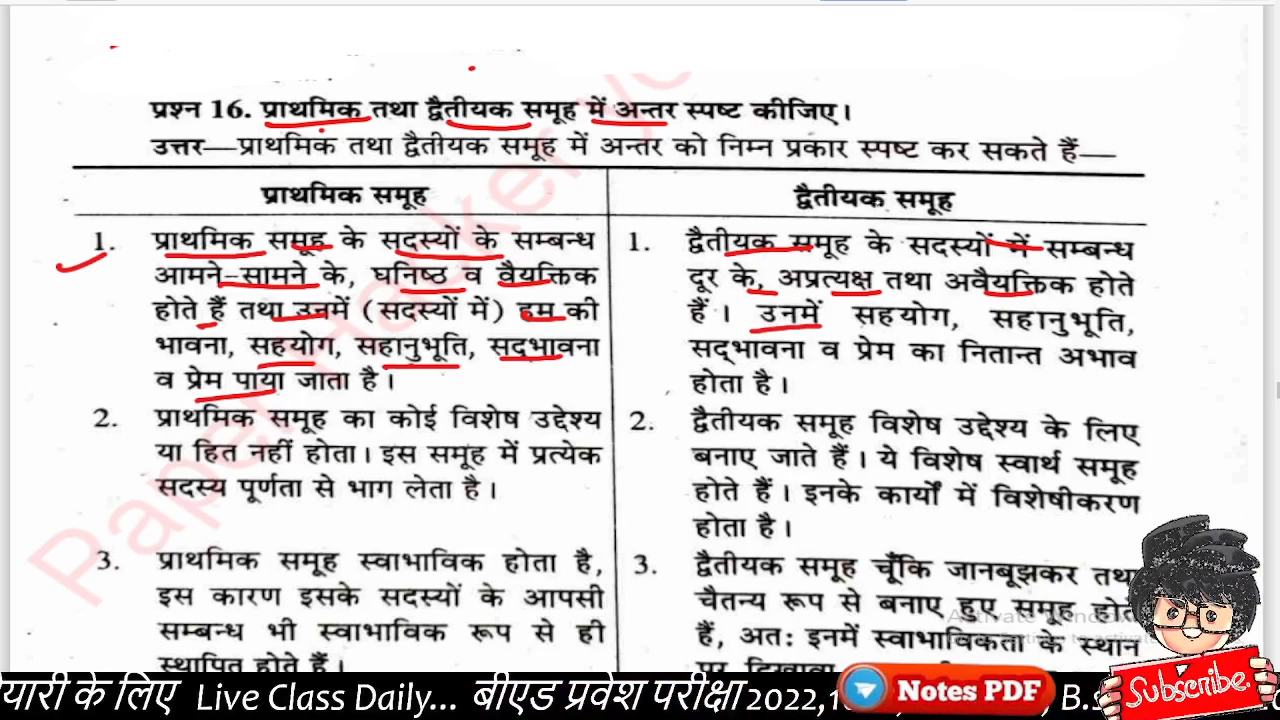 प्रश्न 16. प्राथमिक तथा द्वैतीयक समूह में अन्तर स्पष्ट कीजिए।
उत्तर—प्राथमिक तथा द्वैतीयक समूह में अन्तर को निम्न प्रकार स्पष्ट कर सकते हैं—
प्राथमिक समूह
1. प्राथमिक समूह के सदस्यों के सम्बन्ध
आमने-सामने के, घनिष्ठ व वैयक्तिक
होते हैं तथा उनमें (सदस्यों में) हम की
भावना, सहयोग, सहानुभूति, सद्भावना
व प्रेम पाया जाता है।
2. प्राथमिक समूह का कोई विशेष उद्देश्य
या हित नहीं होता। इस समूह में प्रत्येक
सदस्य पूर्णता से भाग लेता है।
3. प्राथमिक समूह स्वाभाविक होता है,
इस कारण इसके सदस्यों के आपसी
सम्बन्ध भी स्वाभाविक रूप से ही
स्थापित होते हैं।
द्वैतीयक समूह
1. द्वैतीयक समूह के सदस्यों में सम्बन्ध
दूर के, अप्रत्यक्ष तथा अवैयक्तिक होते
हैं। उनमें सहयोग, सहानुभूति,
सद्भावना व प्रेम का नितान्त अभाव
होता है।
2. द्वैतीयक समूह विशेष उद्देश्य के लिए
बनाए जाते हैं। ये विशेष स्वार्थ समूह
होते हैं। इनके कार्यों में विशेषीकरण
होता है।
3. द्वैतीयक समूह चूँकि जानबूझकर तथा
चैतन्य रूप से बनाए हुए समूह होते
हैं, अतः इनमें स्वाभाविकता के स्थान
पर दिखावा
के लिए Live Class Daily... बीएड प्रवेश परीक्षा 2022,
Notes PDF
Subscribe.